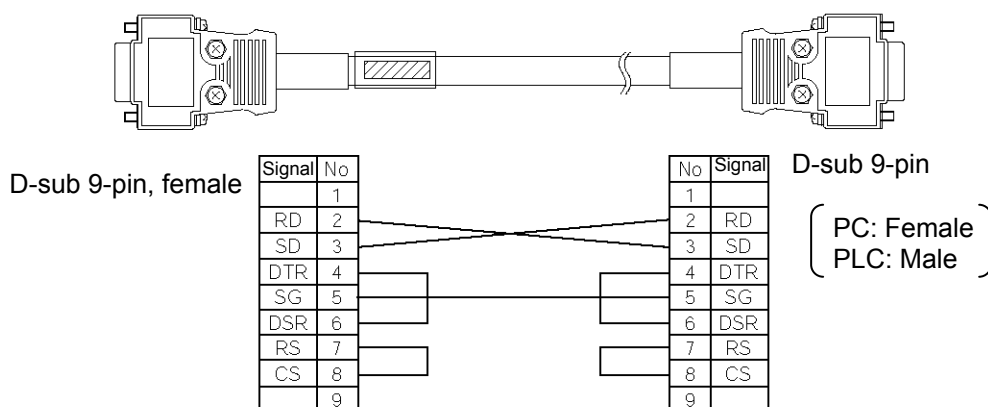 D-sub 9-pin, female
Signal No
1
RD 2
SD 3
DTR 4
SG 5
DSR 6
RS 7
CS 8
9
No Signal
1
2 RD
3 SD
4 DTR
5 SG
6 DSR
7 RS
8 CS
9
D-sub 9-pin
PC: Female
PLC: Male